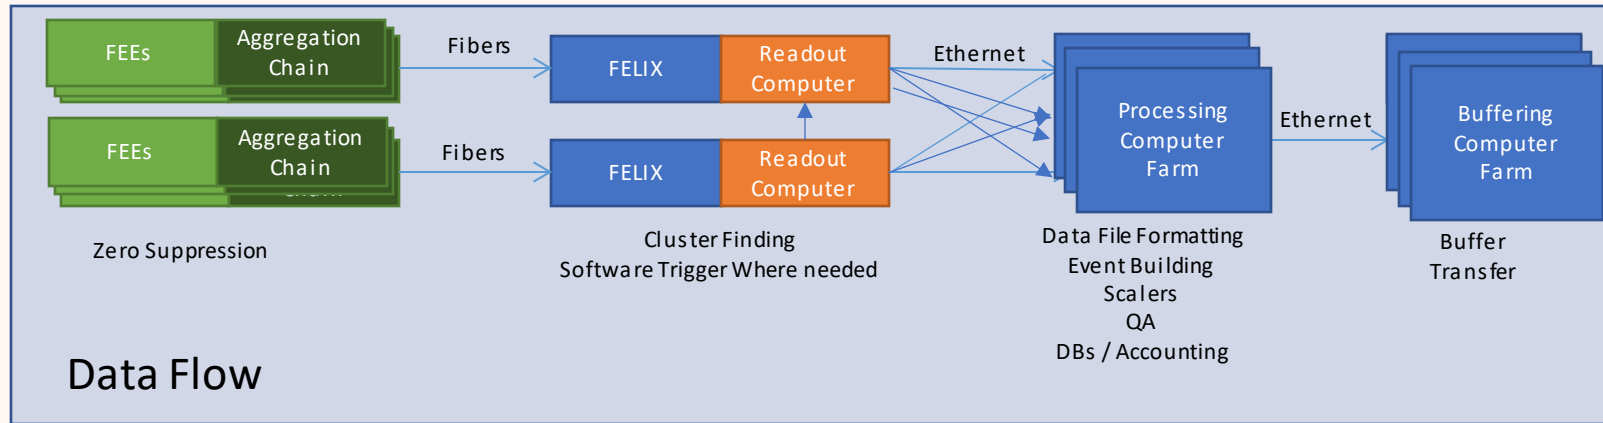 FEEs
Aggregation
Chain
Fibers
FELIX
Readout
Computer
Ethernet
FEEs
Aggregation
Chain
Chain
Fibers
FELIX
Readout
Computer
Processing
Computer
Farm
Ethernet
Buffering
Computer
Farm
Zero Suppression
Cluster Finding
Software Trigger Where needed
Data File Formatting
Event Building
Scalers
QA
DBs / Accounting
Buffer
Transfer
Data Flow